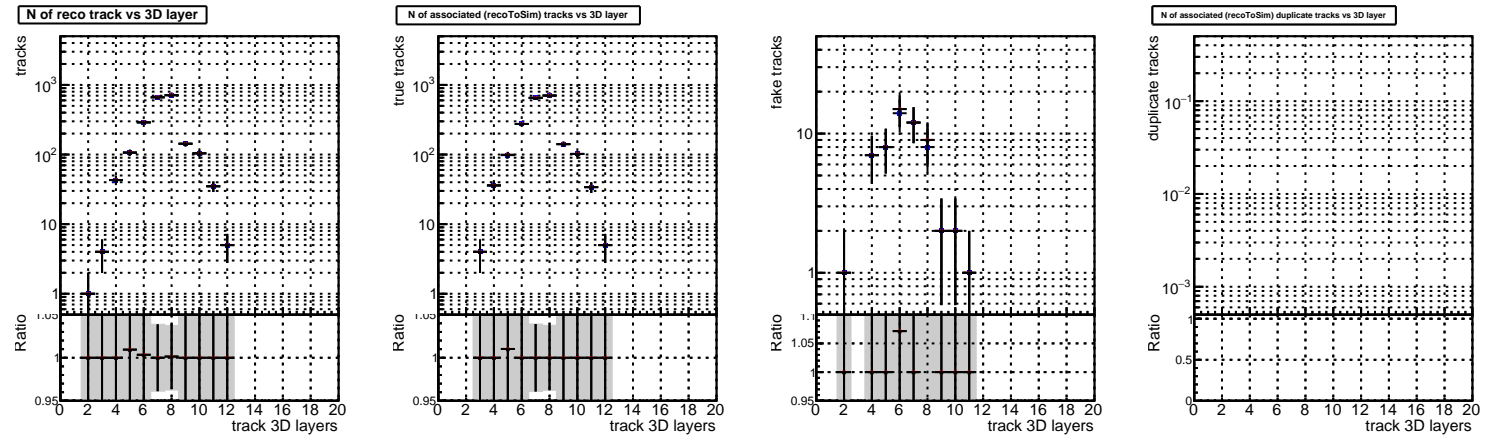 N of reco track vs 3D layer
tracks
10³
10²
10
1
Ratio
1.05
1
0.95
0 2 4 6 8 10 12 14 16 18 20
track 3D layers
N of associated (recoToSim) tracks vs 3D layer
true tracks
10³
10²
10
1
Ratio
1.05
1
0.95
0 2 4 6 8 10 12 14 16 18 20
track 3D layers
fake tracks
10
1
Ratio
1.1
1.05
1
0.95
0 2 4 6 8 10 12 14 16 18 20
track 3D layers
N of associated (recoToSim) duplicate tracks vs 3D layer
duplicate tracks
10⁻¹
10⁻²
10⁻³
Ratio
1
0.5
0
0 2 4 6 8 10 12 14 16 18 20
track 3D layers